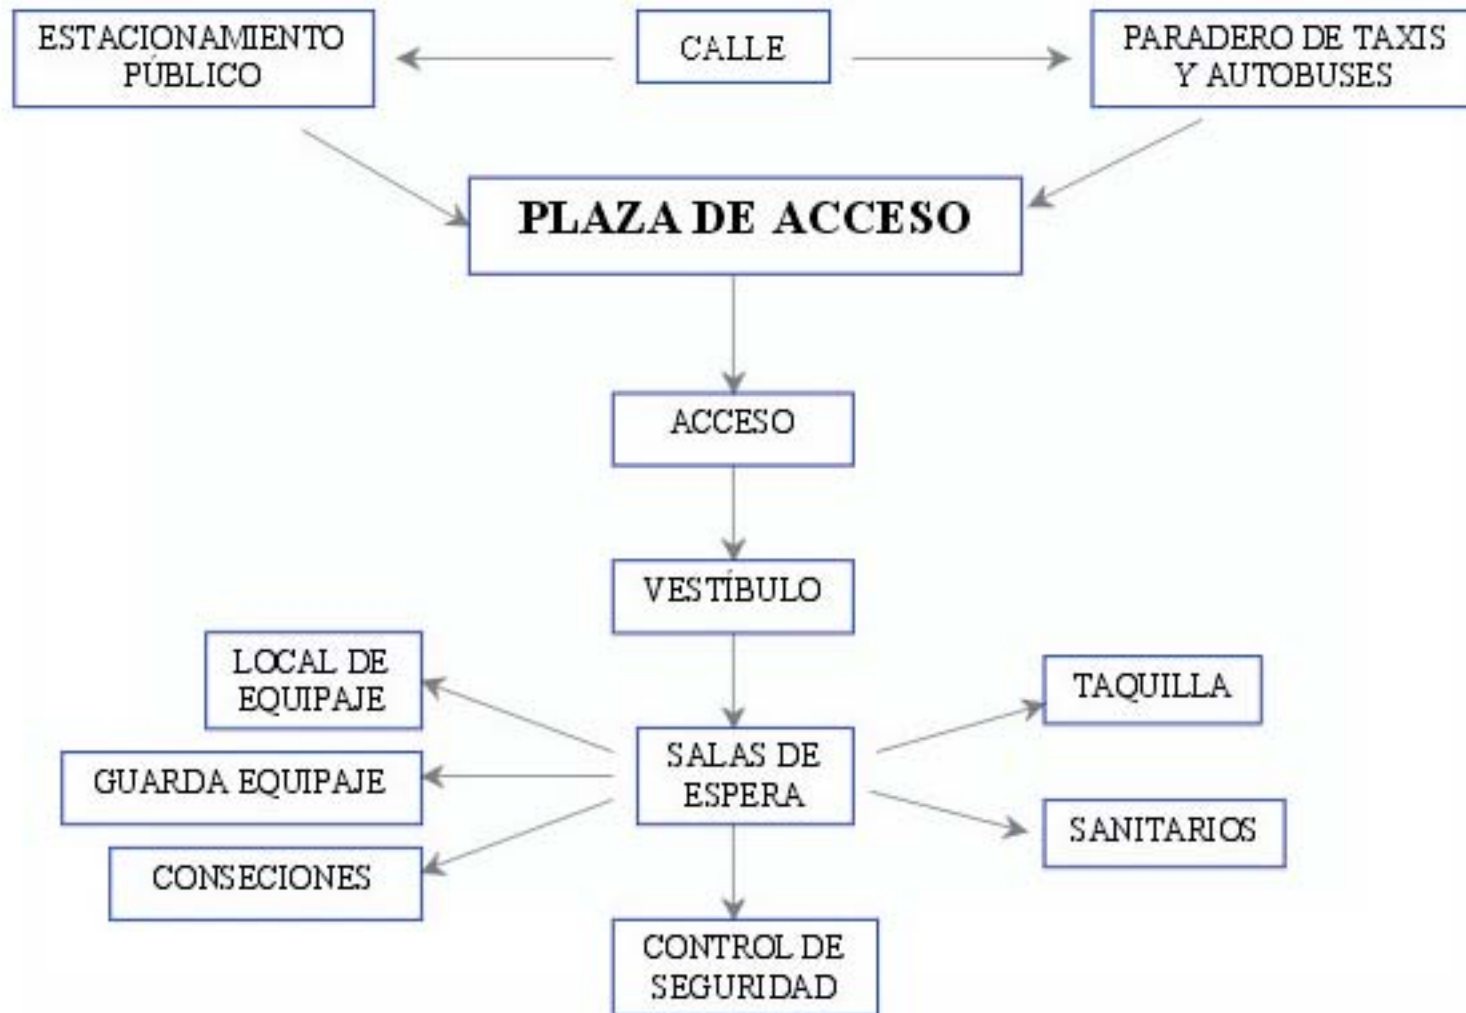 ESTACIONAMIENTO
PÚBLICO
CALLE
PARADERO DE TAXIS
Y AUTOBUSES
PLAZA DE ACCESO
ACCESO
VESTÍBULO
LOCAL DE
EQUIPAJE
GUARDA EQUIPAJE
CONSECIONES
SALAS DE
ESPERA
TAQUILLA
SANITARIOS
CONTROL DE
SEGURIDAD